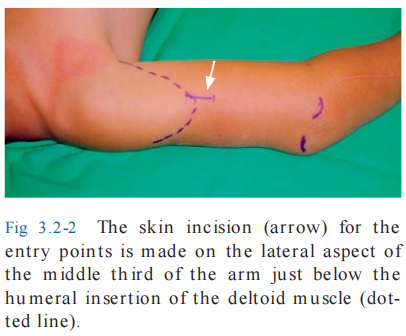 Fig 3.2-2 The skin incision (arrow) for the
entry points is made on the lateral aspect of
the middle third of the arm just below the
humeral insertion of the deltoid muscle (dot-
ted line).